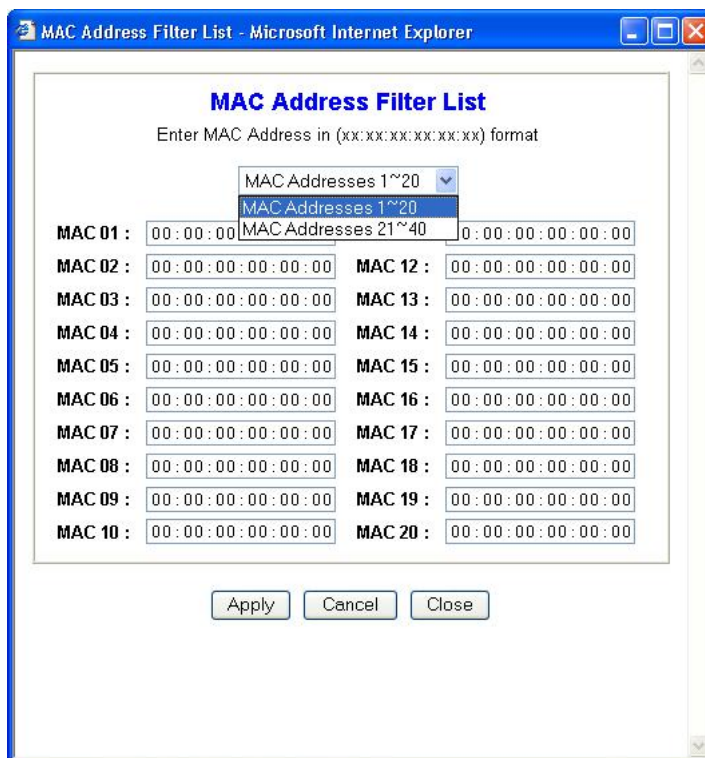 MAC Address Filter List - Microsoft Internet Explorer
MAC Address Filter List
Enter MAC Address in (xx:xx:xx:xx:xx:xx) format
MAC Addresses 1~20
MAC Addresses 1~20
MAC Addresses 21~40
MAC 01 : 00:00:00 0:00:00:00:00:00
MAC 02 : 00:00:00:00:00:00 MAC 12 : 00:00:00:00:00:00
MAC 03 : 00:00:00:00:00:00 MAC 13 : 00:00:00:00:00:00
MAC 04 : 00:00:00:00:00:00 MAC 14 : 00:00:00:00:00:00
MAC 05 : 00:00:00:00:00:00 MAC 15 : 00:00:00:00:00:00
MAC 06 : 00:00:00:00:00:00 MAC 16 : 00:00:00:00:00:00
MAC 07 : 00:00:00:00:00:00 MAC 17 : 00:00:00:00:00:00
MAC 08 : 00:00:00:00:00:00 MAC 18 : 00:00:00:00:00:00
MAC 09 : 00:00:00:00:00:00 MAC 19 : 00:00:00:00:00:00
MAC 10 : 00:00:00:00:00:00 MAC 20 : 00:00:00:00:00:00
Apply Cancel Close